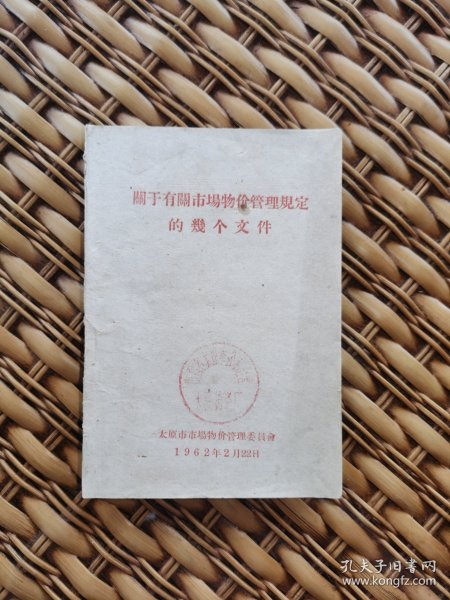 關于有關市場物价管理規定
的幾个文件
太原市市場物价管理委員會
1962年2月22日
孔夫子旧书网
www.kongfz.com